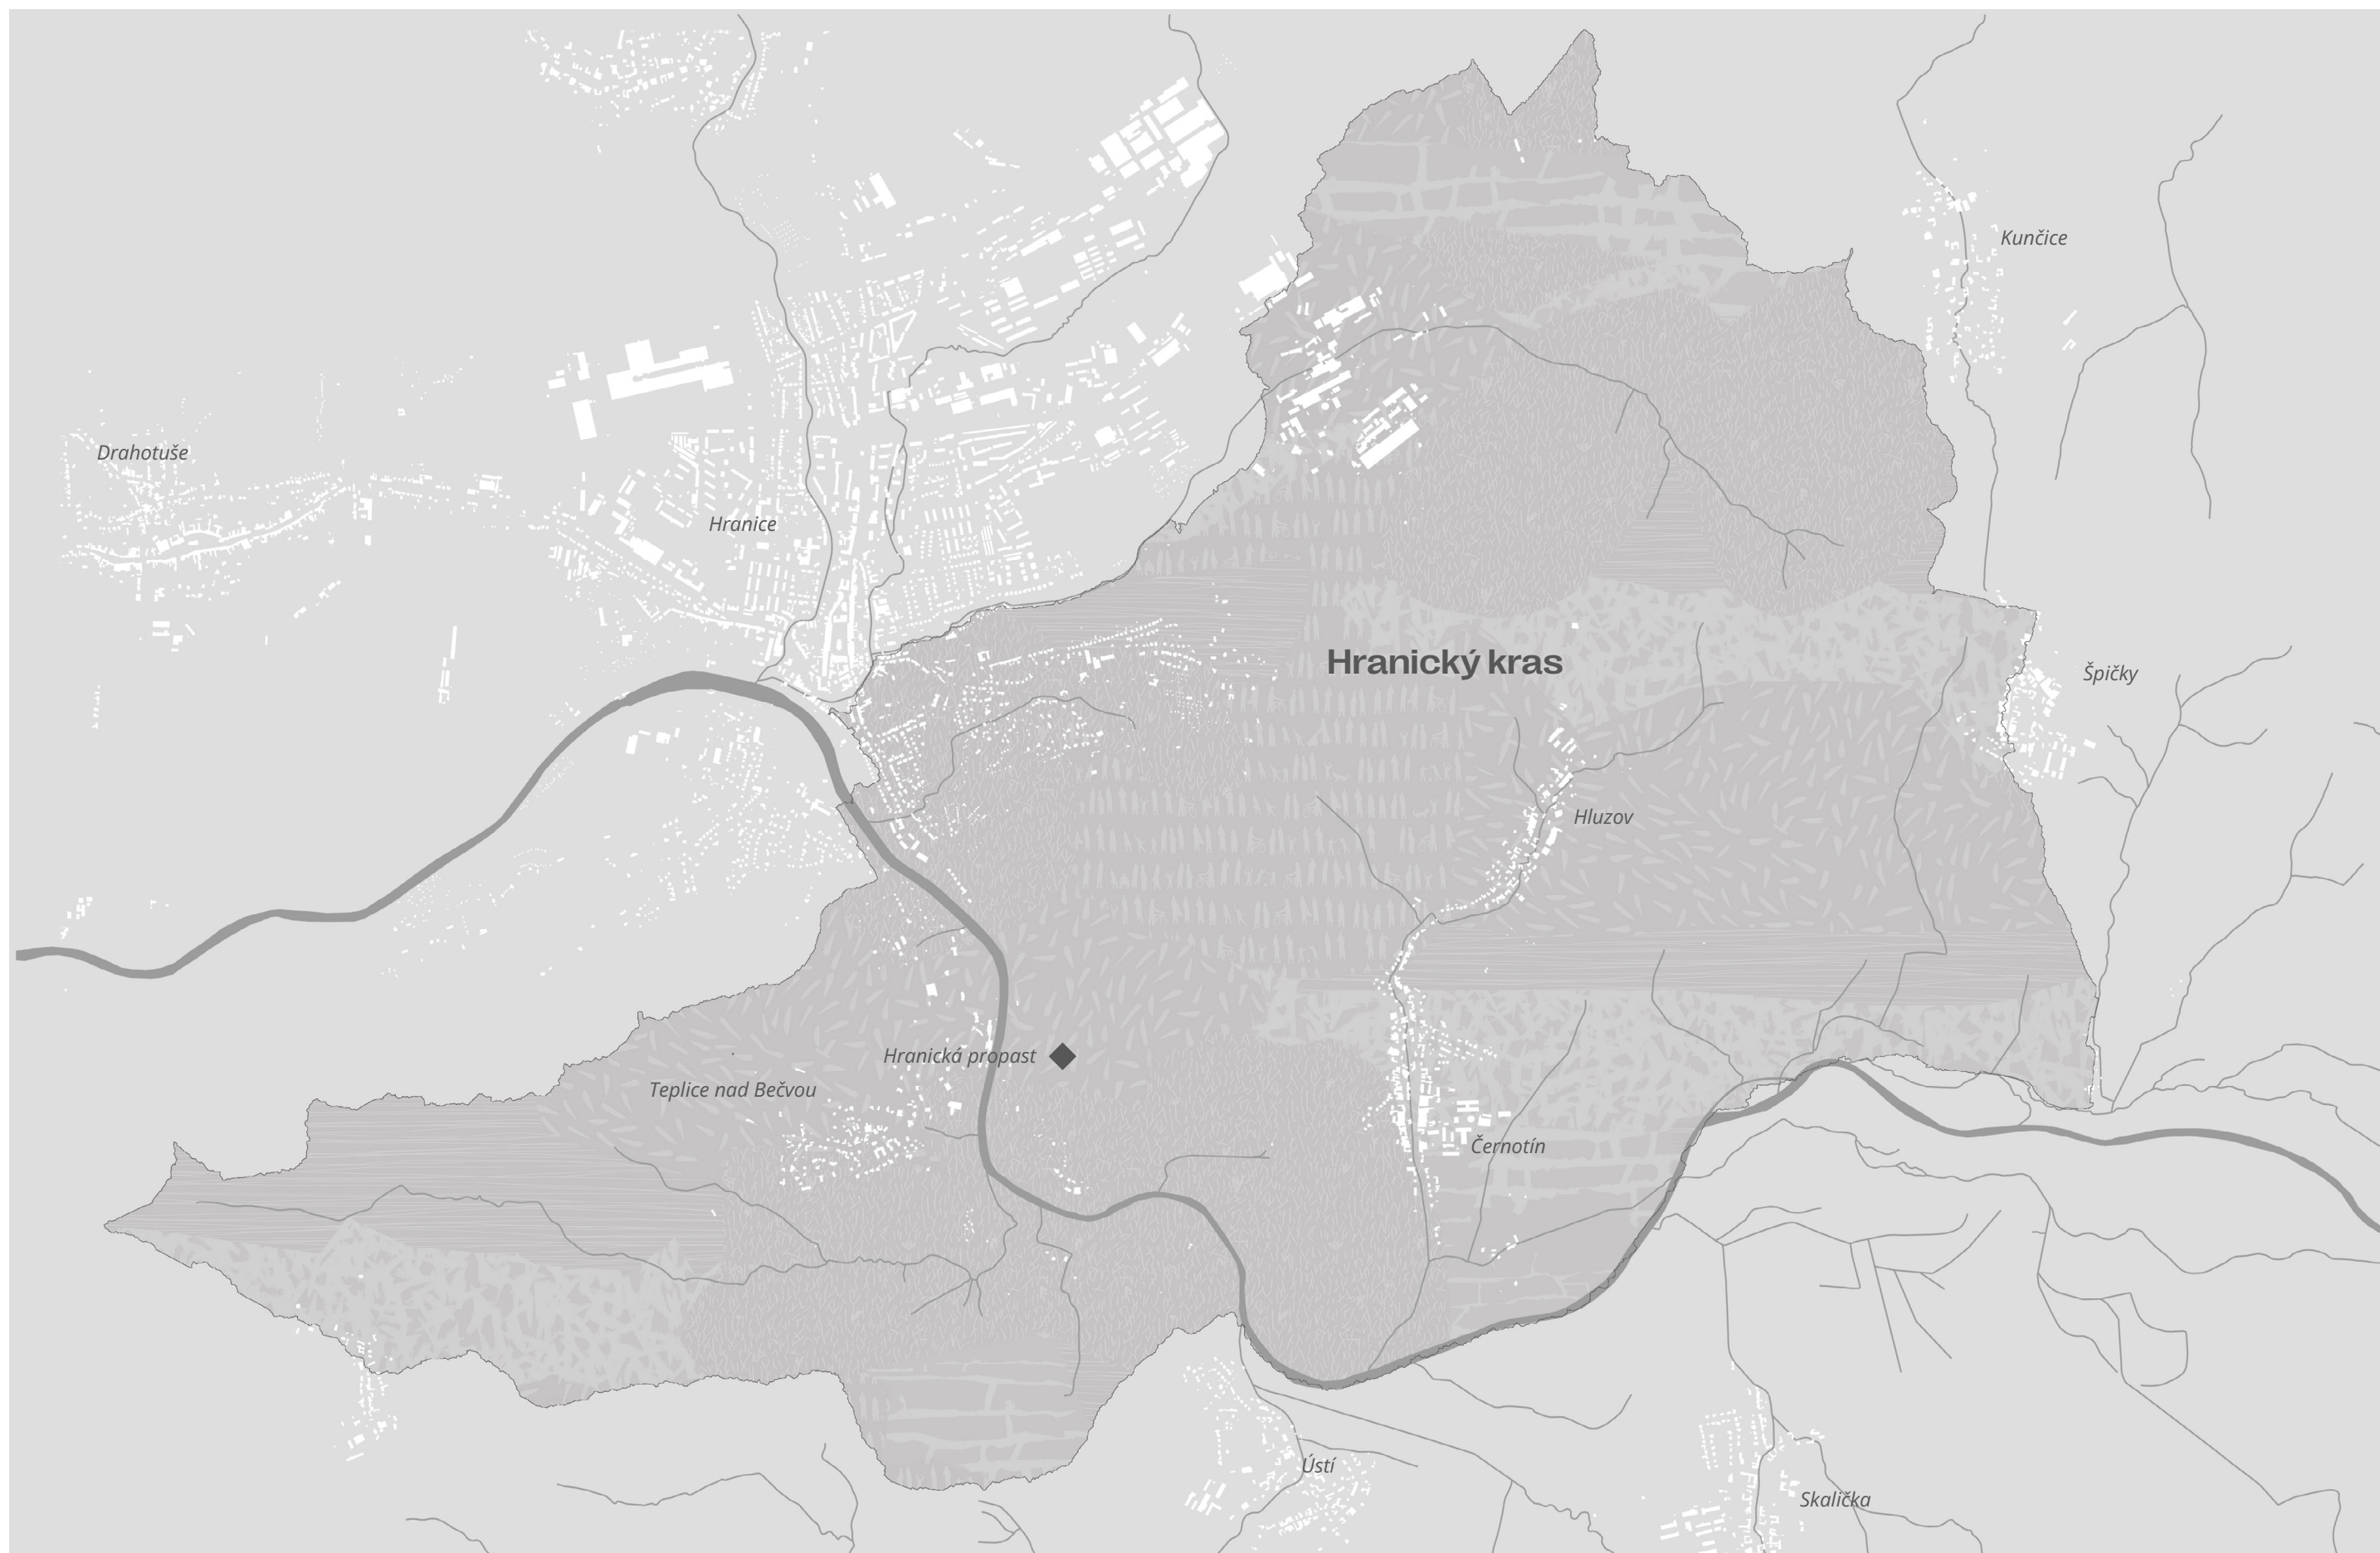 Kunčice
Drahotuše
Hranice
Hranický kras
Špičky
Hluzov
Hranická propast
Teplice nad Bečvou
Černotín
Ústí
Skalička